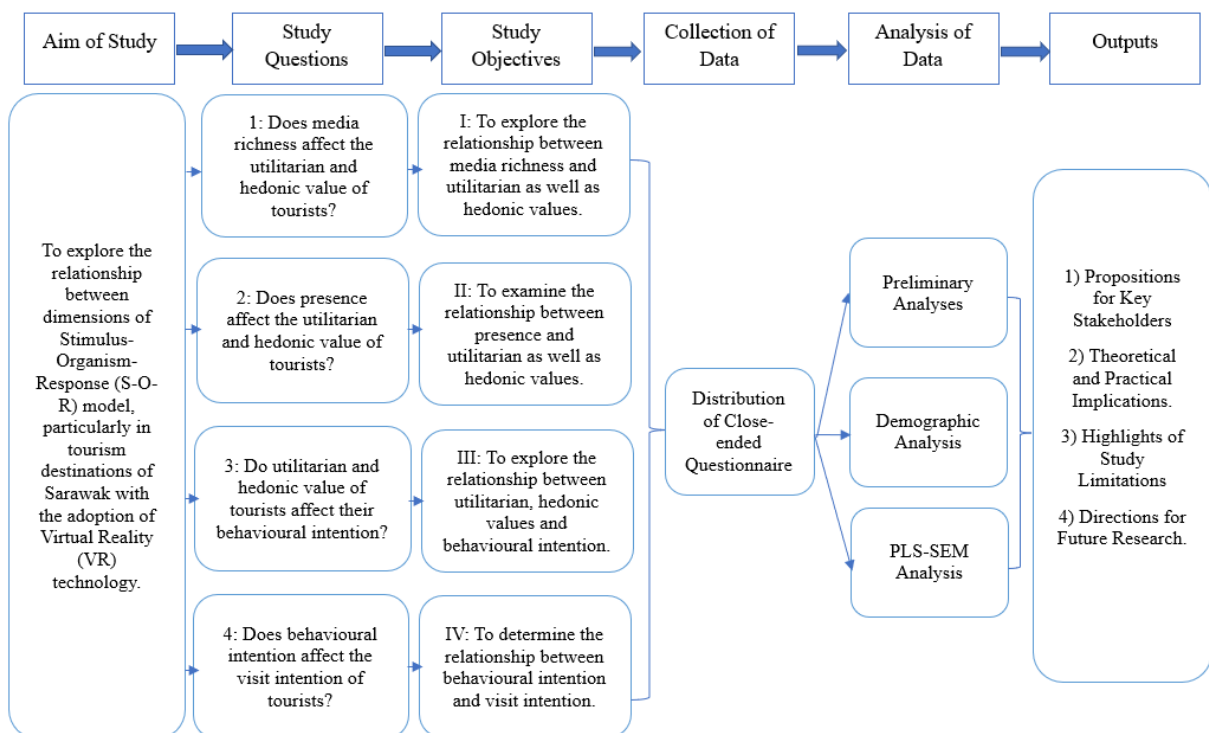 Aim of Study
Study
Questions
Study
Objectives
Collection of
Data
Analysis of
Data
Outputs
To explore the
relationship
between
dimensions of
Stimulus-
Organism-
Response (S-O-
R) model,
particularly in
tourism
destinations of
Sarawak with
the adoption of
Virtual Reality
(VR)
technology.
1: Does media
richness affect the
utilitarian and
hedonic value of
tourists?
2: Does presence
affect the utilitarian
and hedonic value of
tourists?
3: Do utilitarian and
hedonic value of
tourists affect their
behavioural intention?
4: Does behavioural
intention affect the
visit intention of
tourists?
I: To explore the
relationship between
media richness and
utilitarian as well as
hedonic values.
II: To examine the
relationship between
presence and
utilitarian as well as
hedonic values.
III: To explore the
relationship between
utilitarian, hedonic
values and
behavioural intention.
IV: To determine the
relationship between
behavioural intention
and visit intention.
Distribution
of Close-
ended
Questionnaire
Preliminary
Analyses
Demographic
Analysis
PLS-SEM
Analysis
1) Propositions
for Key
Stakeholders
2) Theoretical
and Practical
Implications.
3) Highlights of
Study
Limitations
4) Directions for
Future Research.